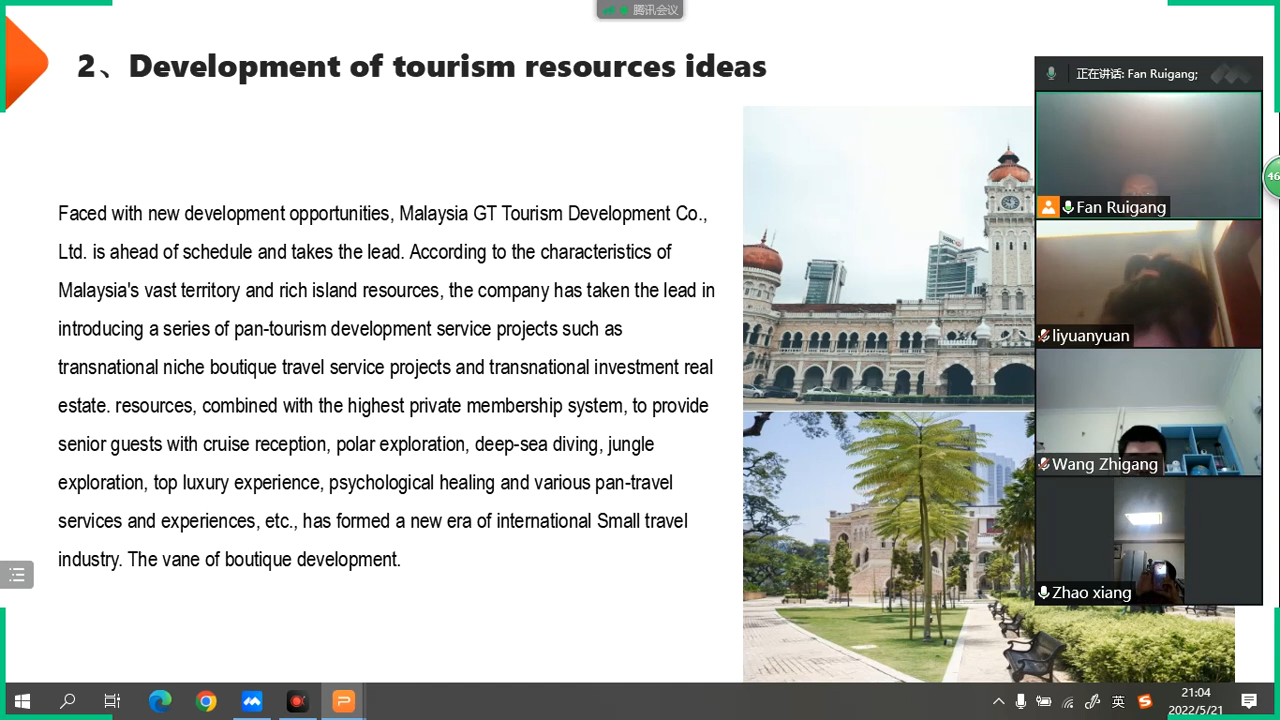 腾讯会议
2、Development of tourism resources ideas
正在讲话: Fan Ruigang;
Fan Ruigang
46
Faced with new development opportunities, Malaysia GT Tourism Development Co.,
Ltd. is ahead of schedule and takes the lead. According to the characteristics of
Malaysia's vast territory and rich island resources, the company has taken the lead in
introducing a series of pan-tourism development service projects such as
transnational niche boutique travel service projects and transnational investment real
estate. resources, combined with the highest private membership system, to provide
senior guests with cruise reception, polar exploration, deep-sea diving, jungle
exploration, top luxury experience, psychological healing and various pan-travel
services and experiences, etc., has formed a new era of international Small travel
industry. The vane of boutique development.
liyuanyuan
Wang Zhigang
Zhao xiang
英
21:04
2022/5/21